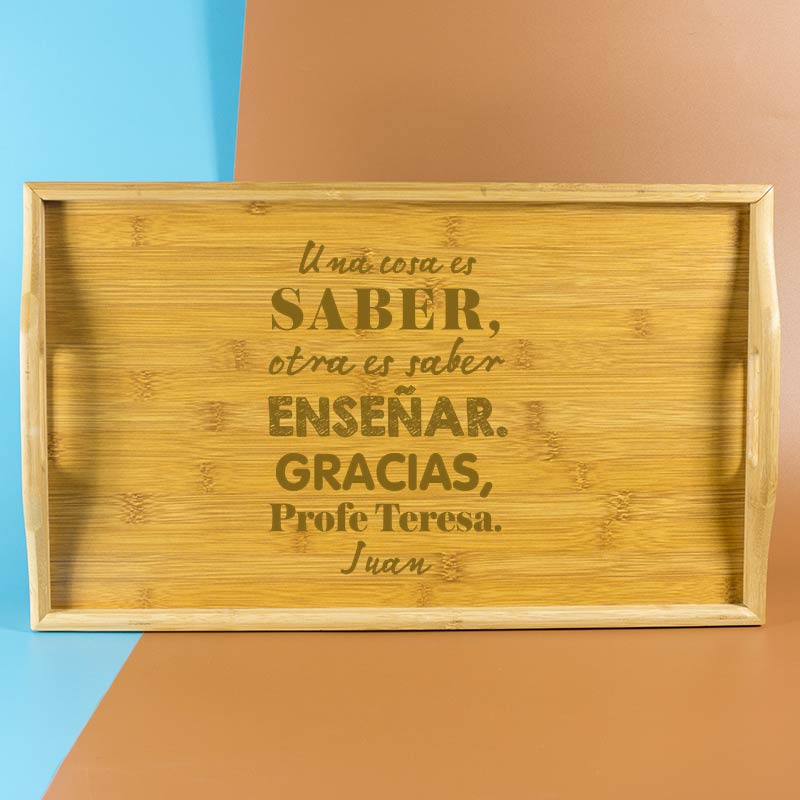 Una cosa es
SABER,
otra es saber
ENSEÑAR.
GRACIAS,
Profe Teresa.
Juan